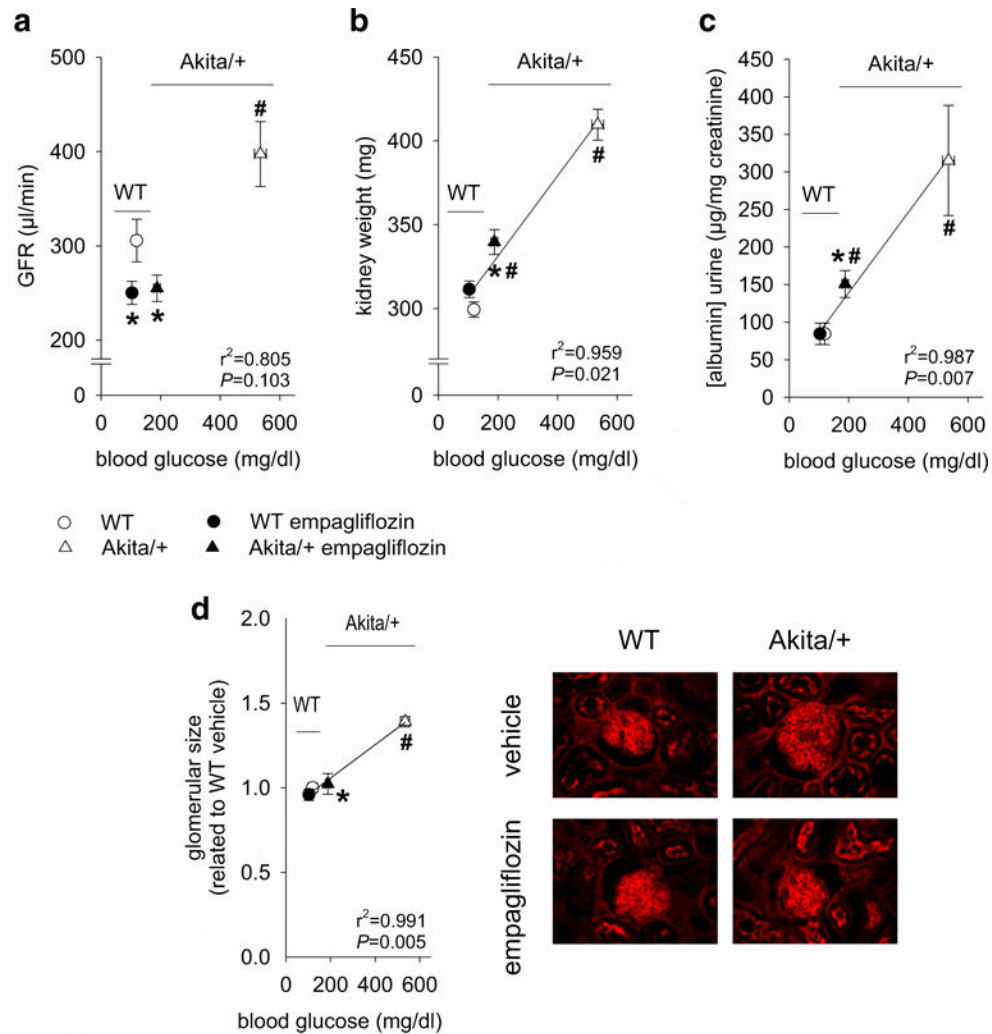 a
500
400
300
200
0
GFR (µl/min)
WT
Akita/+
#
* *
r²=0.805
P=0.103
0 200 400 600
blood glucose (mg/dl)
b
450
400
350
300
0
kidney weight (mg)
WT
Akita/+
#
* #
r²=0.959
P=0.021
0 200 400 600
blood glucose (mg/dl)
c
450
400
350
300
250
200
150
100
50
0
[albumin] urine (µg/mg creatinine)
WT
Akita/+
* #
#
r²=0.987
P=0.007
0 200 400 600
blood glucose (mg/dl)
WT
WT empagliflozin
Akita/+
Akita/+ empagliflozin
d
2.0
1.5
1.0
0.5
0.0
glomerular size
(related to WT vehicle)
Akita/+
WT
#
*
r²=0.991
P=0.005
0 200 400 600
blood glucose (mg/dl)
WT Akita/+
vehicle
empagliflozin